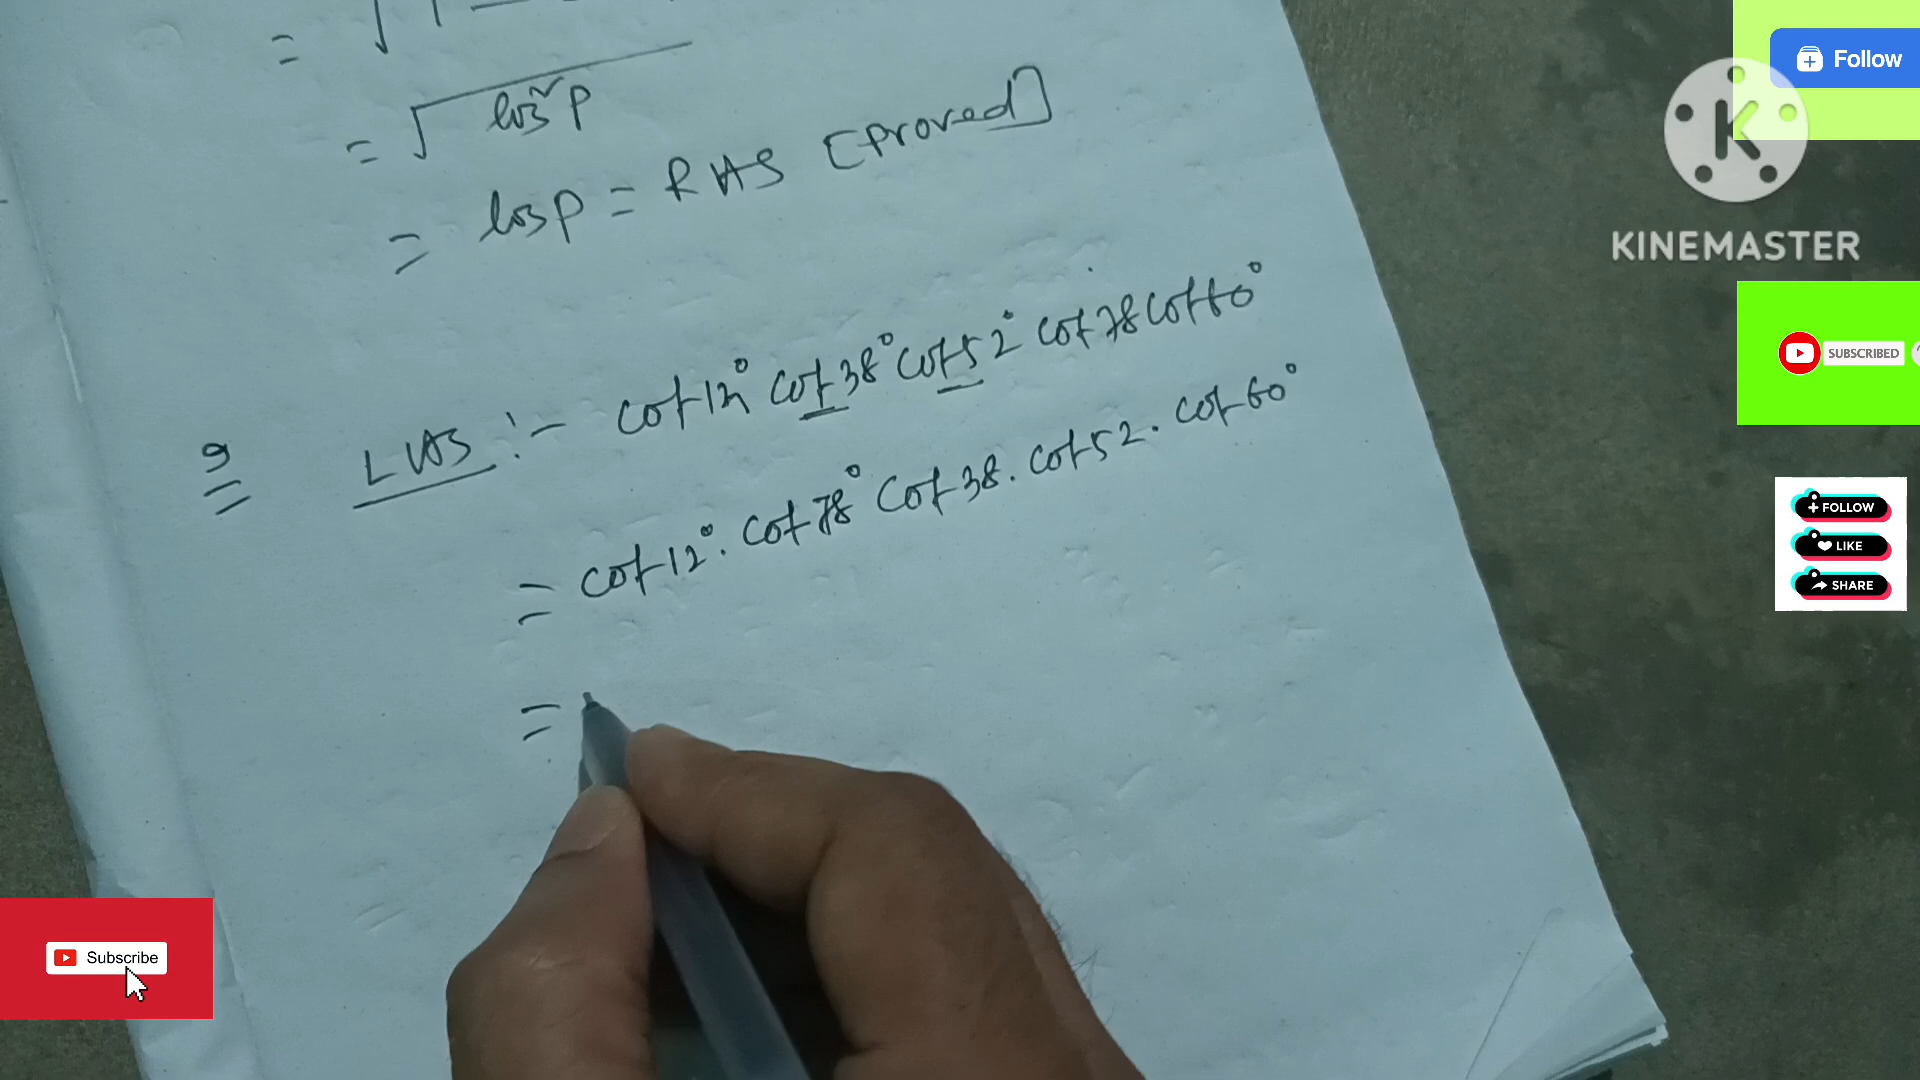 =
= √cos²P
= cosP = RHS [Proved]
9 LHS :- cot12° cot38° cot52° cot78 cot60°
= cot12°. cot78° cot38. cot52. cot60°
=
Follow
KINEMASTER
SUBSCRIBED
FOLLOW
LIKE
SHARE
Subscribe